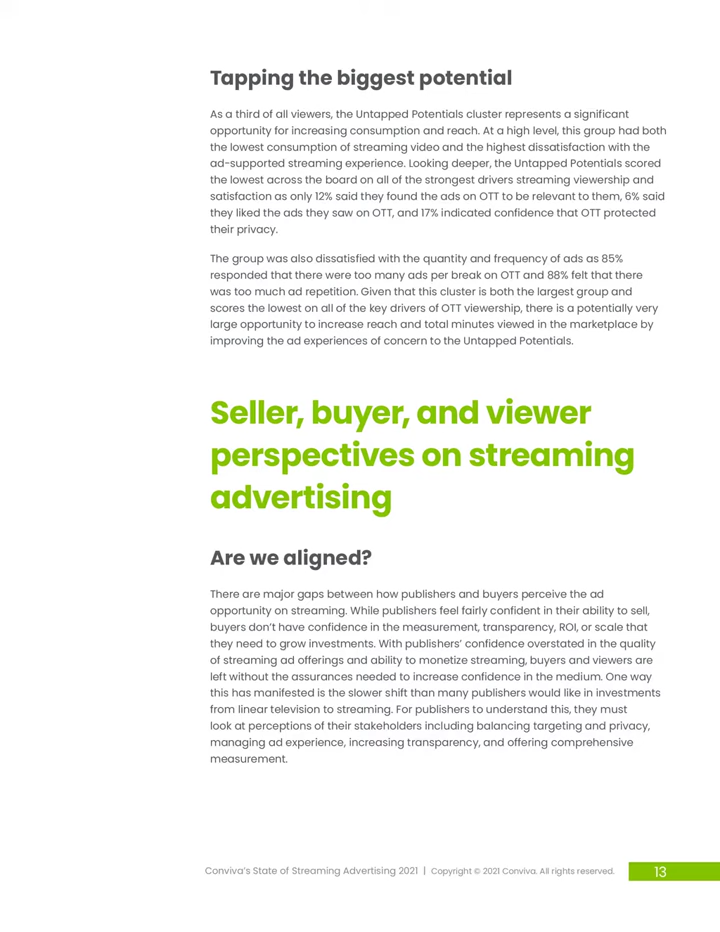 Tapping the biggest potential
As a third of all viewers, the Untapped Potentials cluster represents a significant
opportunity for increasing consumption and reach. At a high level, this group had both
the lowest consumption of streaming video and the highest dissatisfaction with the
ad-supported streaming experience. Looking deeper, the Untapped Potentials scored
the lowest across the board on all of the strongest drivers streaming viewership and
satisfaction as only 12% said they found the ads on OTT to be relevant to them, 6% said
they liked the ads they saw on OTT, and 17% indicated confidence that OTT protected
their privacy.
The group was also dissatisfied with the quantity and frequency of ads as 85%
responded that there were too many ads per break on OTT and 88% felt that there
was too much ad repetition. Given that this cluster is both the largest group and
scores the lowest on all of the key drivers of OTT viewership, there is a potentially very
large opportunity to increase reach and total minutes viewed in the marketplace by
improving the ad experiences of concern to the Untapped Potentials.
Seller, buyer, and viewer
perspectives on streaming
advertising
Are we aligned?
There are major gaps between how publishers and buyers perceive the ad
opportunity on streaming. While publishers feel fairly confident in their ability to sell,
buyers don't have confidence in the measurement, transparency, ROI, or scale that
they need to grow investments. With publishers' confidence overstated in the quality
of streaming ad offerings and ability to monetize streaming, buyers and viewers are
left without the assurances needed to increase confidence in the medium. One way
this has manifested is the slower shift than many publishers would like in investments
from linear television to streaming. For publishers to understand this, they must
look at perceptions of their stakeholders including balancing targeting and privacy,
managing ad experience, increasing transparency, and offering comprehensive
measurement.
Conviva's State of Streaming Advertising 2021 | Copyright © 2021 Conviva. All rights reserved. 13